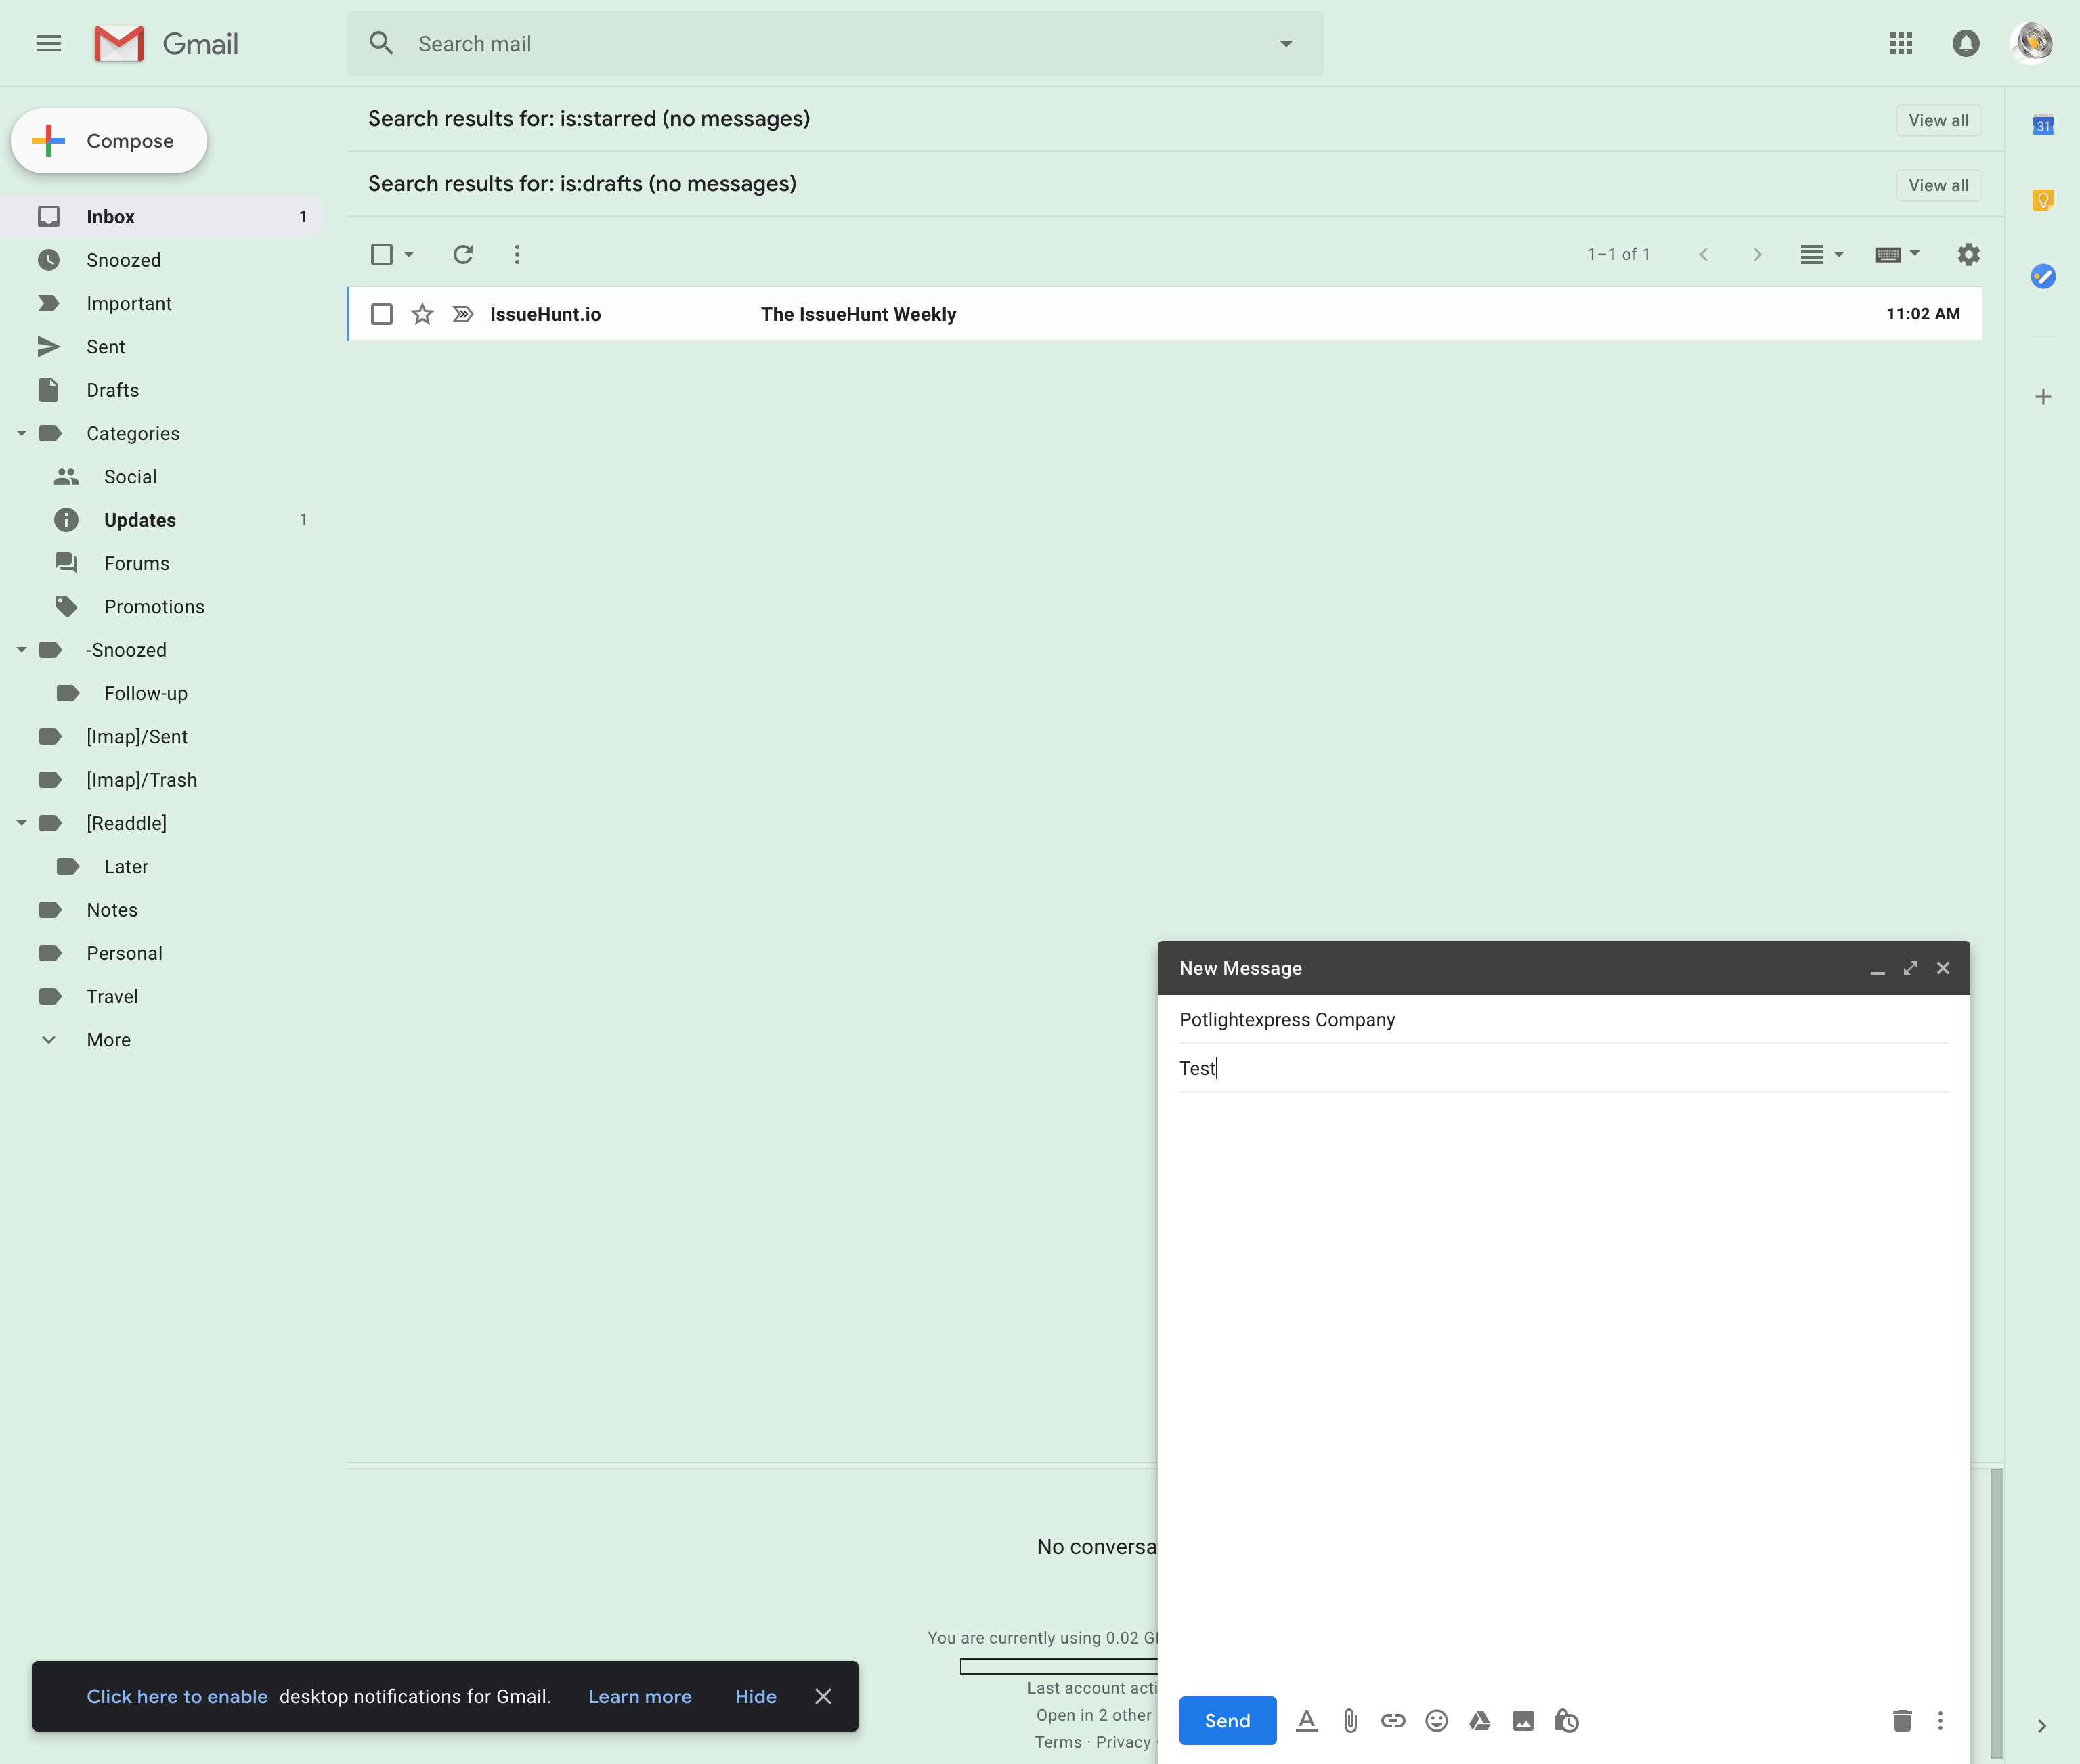 Gmail
Search mail
Compose
Inbox 1
Snoozed
Important
Sent
Drafts
Categories
Social
Updates 1
Forums
Promotions
-Snoozed
Follow-up
[Imap]/Sent
[Imap]/Trash
[Readdle]
Later
Notes
Personal
Travel
More
Search results for: is:starred (no messages) View all
Search results for: is:drafts (no messages) View all
1–1 of 1
IssueHunt.io The IssueHunt Weekly 11:02 AM
31
New Message
Potlightexpress Company
Test
Send
No conversa
You are currently using 0.02 G
Last account acti
Open in 2 other
Terms · Privacy ·
Click here to enable desktop notifications for Gmail. Learn more Hide